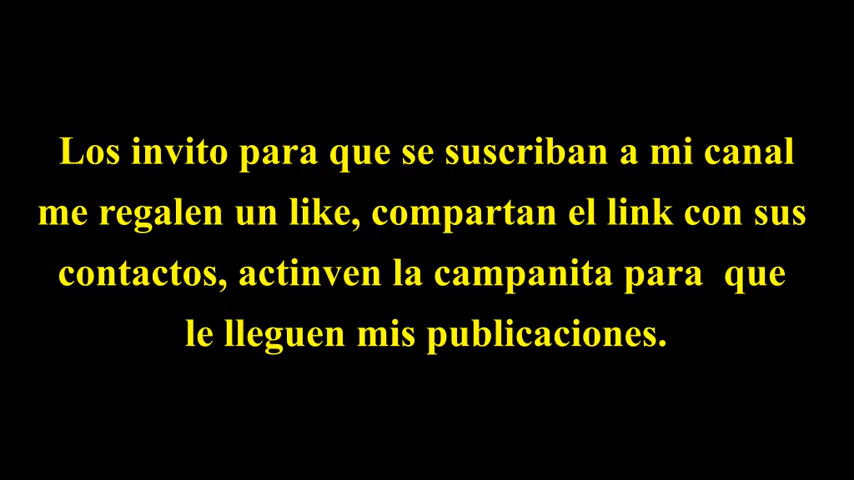 Los invito para que se suscriban a mi canal
me regalen un like, compartan el link con sus
contactos, actinven la campanita para  que
le lleguen mis publicaciones.